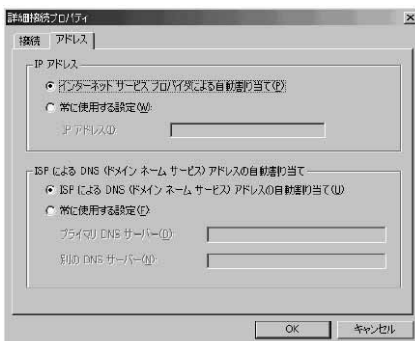 詳細接続プロパティ
接続 アドレス
IP アドレス
インターネット サービス プロバイダによる自動割り当て(P)
常に使用する設定(W):
IP アドレス(I):
ISP による DNS (ドメイン ネーム サービス) アドレスの自動割り当て
ISP による DNS (ドメイン ネーム サービス) アドレスの自動割り当て(U)
常に使用する設定(F):
プライマリ DNS サーバー(D):
別の DNS サーバー(N):
OK キャンセル